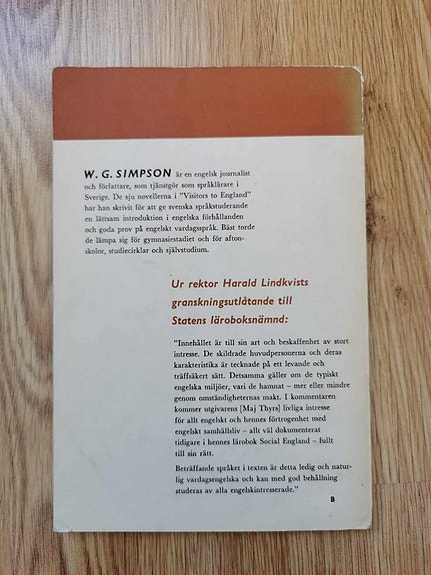 W. G. SIMPSON är en engelsk journalist
och författare, som tjänstgör som språklärare i
Sverige. De sju novellerna i "Visitors to England"
har han skrivit för att ge svenska språkstuderande
en lättsam introduktion i engelska förhållanden
och goda prov på engelskt vardagsspråk. Bäst torde
de lämpa sig för gymnasiestadiet och för afton-
skolor, studiecirklar och självstudium.
Ur rektor Harald Lindkvists
granskningsutlåtande till
Statens läroboksnämnd:
"Innehållet är till sin art och beskaffenhet av stort
intresse. De skildrade huvudpersonerna och deras
karakteristika är tecknade på ett levande och
träffsäkert sätt. Detsamma gäller om de typiskt
engelska miljöer, vari de hamnat – mer eller mindre
genom omständigheternas makt. I kommentaren
kommer utgivarens [Maj Thyrs] livliga intresse
för allt engelskt och hennes förtrogenhet med
engelskt samhällsliv – allt väl dokumenterat
tidigare i hennes lärobok Social England – fullt
till sin rätt.
Beträffande språket i texten är detta ledig och natur-
lig vardagsengelska och kan med god behållning
studeras av alla engelskintresserade."
B